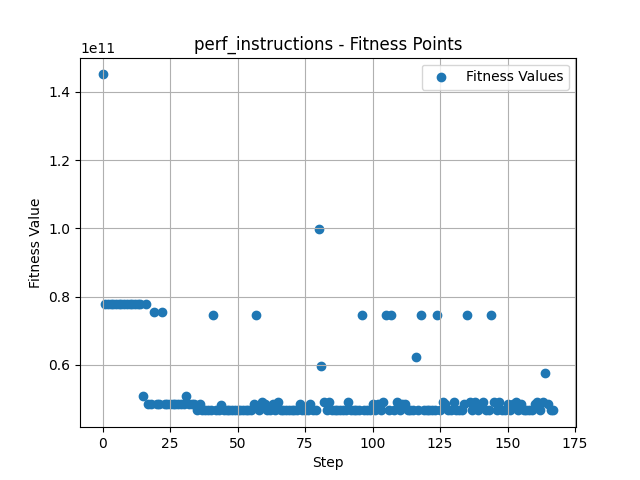 perf_instructions - Fitness Points
1e11
Fitness Values
1.4
1.2
1.0
0.8
0.6
Fitness Value
0 25 50 75 100 125 150 175
Step